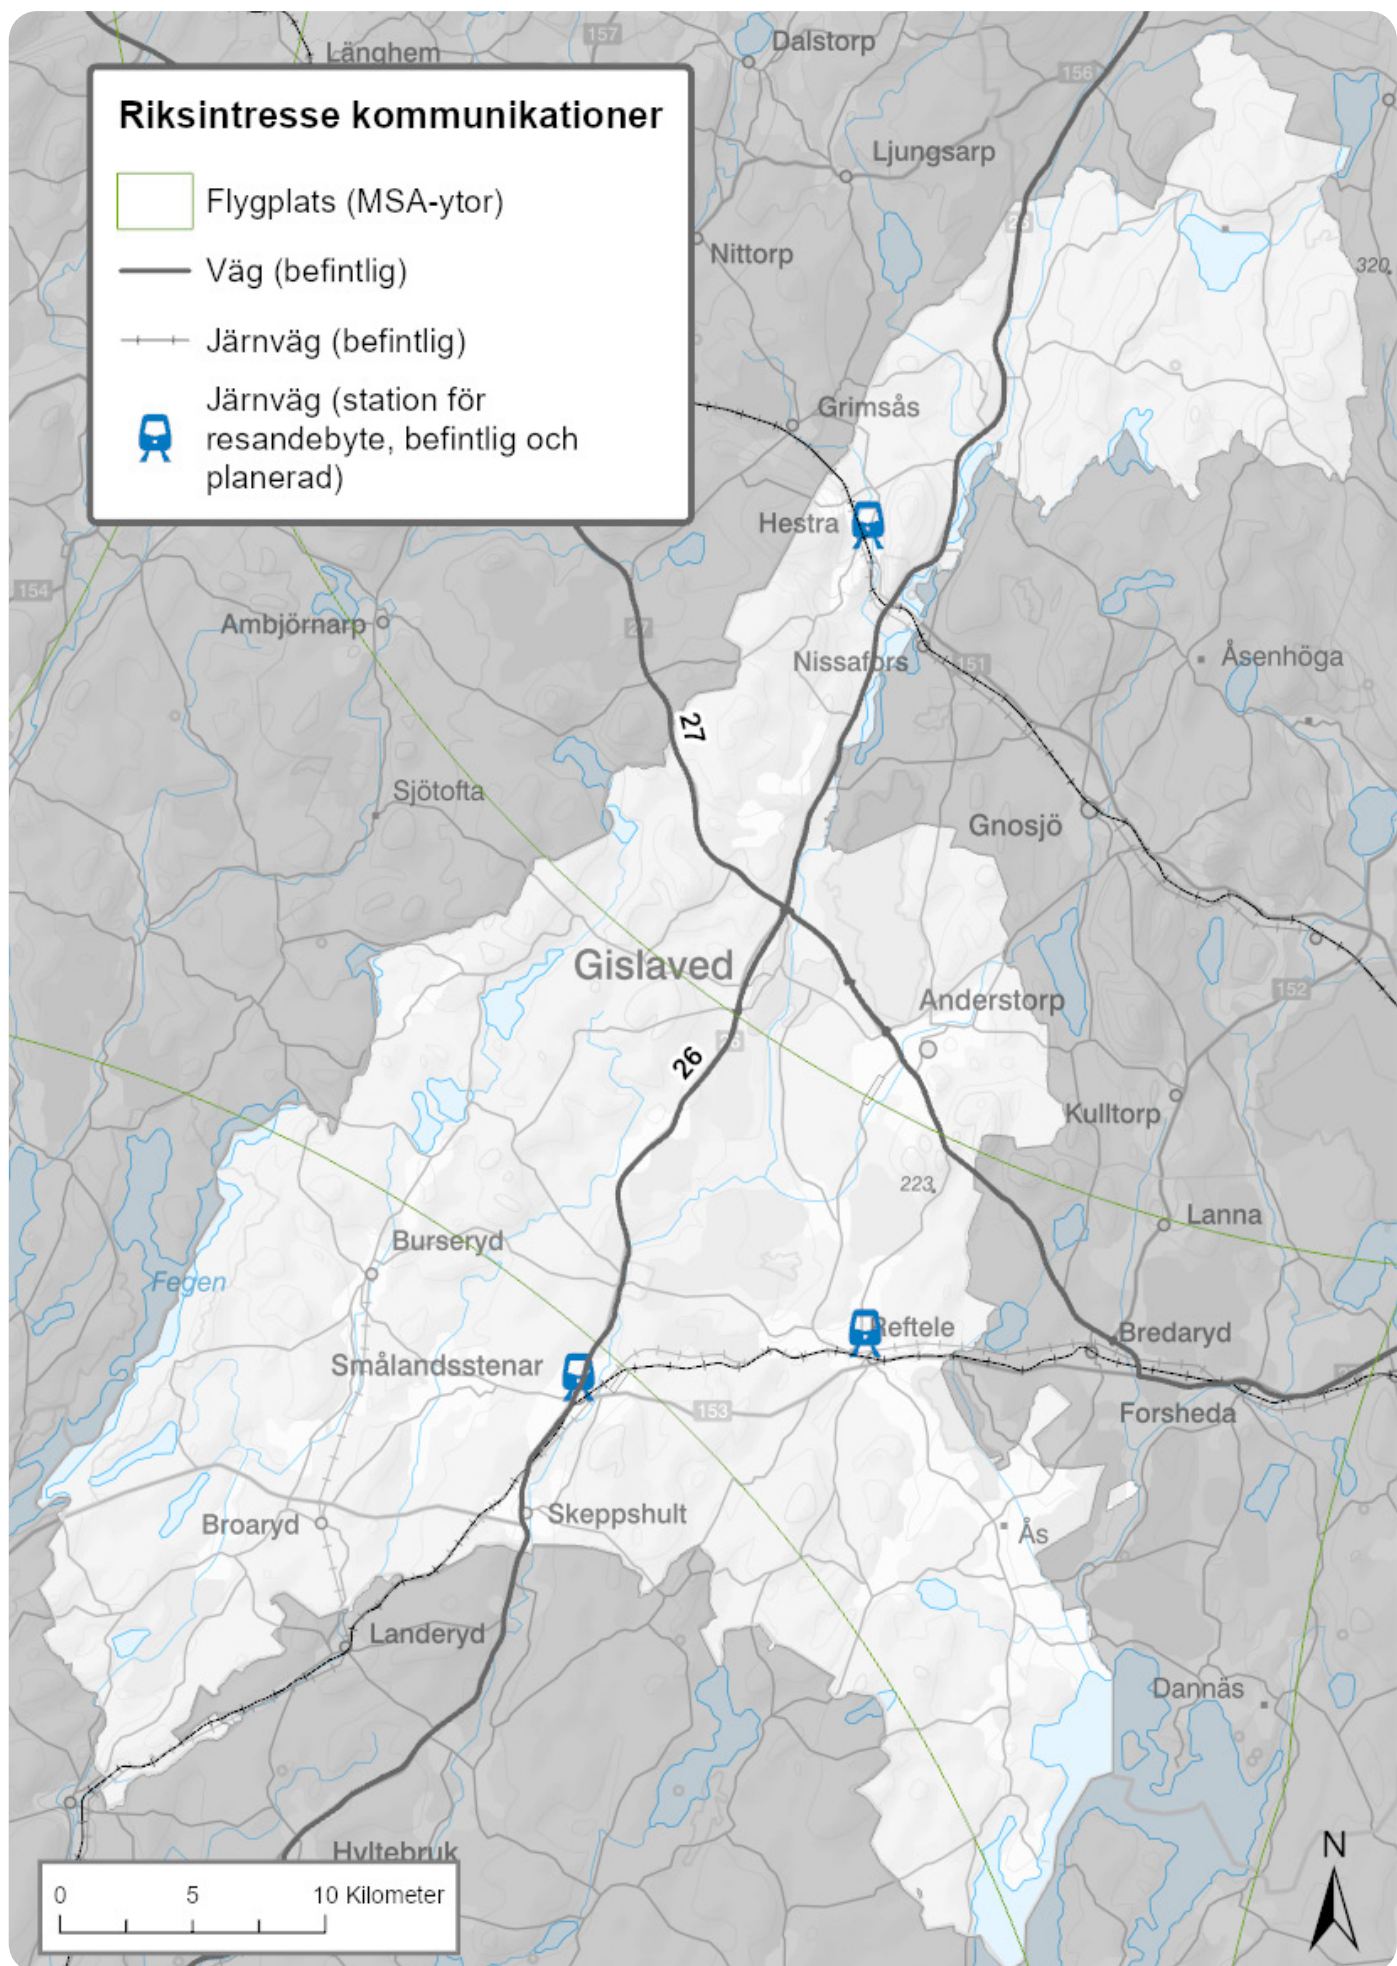 Länghem
157
Dalstorp
156
Riksintresse kommunikationer
Flygplats (MSA-ytor)
Väg (befintlig)
Järnväg (befintlig)
Järnväg (station för
resandebyte, befintlig och
planerad)
Ljungsarp
26
Nittorp
320
Grimsås
Hestra
154
Ambjörnarp
27
Nissafors
151
Åsenhöga
27
Sjötofta
Gnosjö
Gislaved
152
Anderstorp
26
26
Kulltorp
223
Lanna
Burseryd
Fegen
Reftele
Bredaryd
Smålandsstenar
153
Forsheda
Broaryd
Skeppshult
Ås
Landeryd
Dannäs
Hyltebruk
N
0 5 10 Kilometer